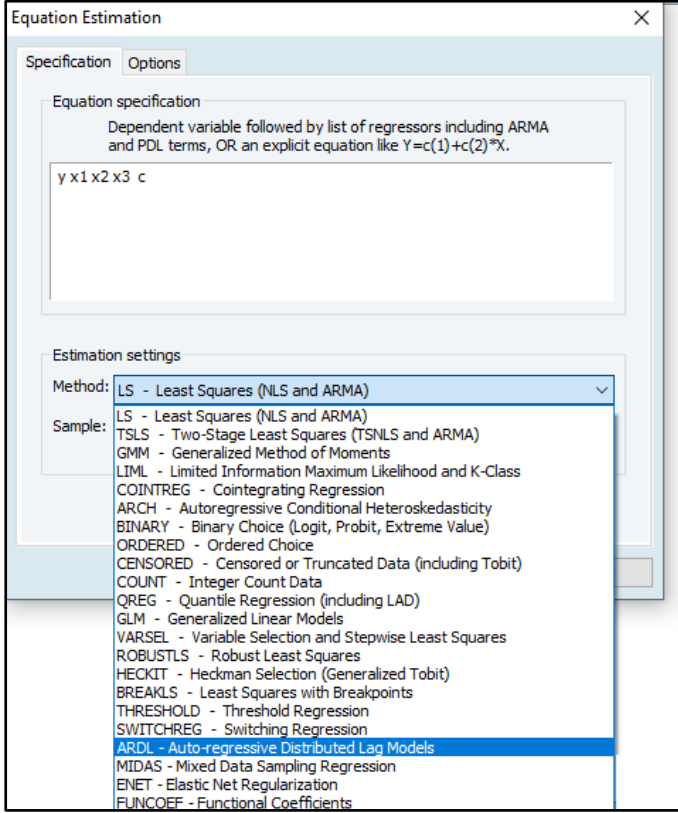 Equation Estimation
Specification Options
Equation specification
Dependent variable followed by list of regressors including ARMA
and PDL terms, OR an explicit equation like Y=c(1)+c(2)*X.
y x1 x2 x3 c
Estimation settings
Method: LS - Least Squares (NLS and ARMA)
Sample:
LS - Least Squares (NLS and ARMA)
TSLS - Two-Stage Least Squares (TSNLS and ARMA)
GMM - Generalized Method of Moments
LIML - Limited Information Maximum Likelihood and K-Class
COINTREG - Cointegrating Regression
ARCH - Autoregressive Conditional Heteroskedasticity
BINARY - Binary Choice (Logit, Probit, Extreme Value)
ORDERED - Ordered Choice
CENSORED - Censored or Truncated Data (including Tobit)
COUNT - Integer Count Data
QREG - Quantile Regression (including LAD)
GLM - Generalized Linear Models
VARSEL - Variable Selection and Stepwise Least Squares
ROBUSTLS - Robust Least Squares
HECKIT - Heckman Selection (Generalized Tobit)
BREAKLS - Least Squares with Breakpoints
THRESHOLD - Threshold Regression
SWITCHREG - Switching Regression
ARDL - Auto-regressive Distributed Lag Models
MIDAS - Mixed Data Sampling Regression
ENET - Elastic Net Regularization
FUNCOEF - Functional Coefficients